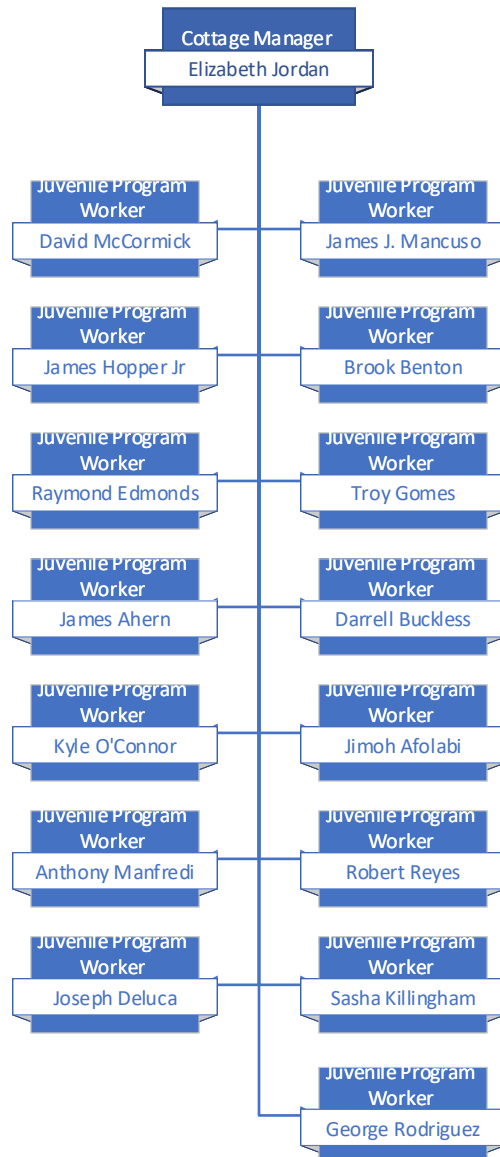 Cottage Manager
Elizabeth Jordan
Juvenile Program
Worker
David McCormick
Juvenile Program
Worker
James J. Mancuso
Juvenile Program
Worker
James Hopper Jr
Juvenile Program
Worker
Brook Benton
Juvenile Program
Worker
Raymond Edmonds
Juvenile Program
Worker
Troy Gomes
Juvenile Program
Worker
James Ahern
Juvenile Program
Worker
Darrell Buckless
Juvenile Program
Worker
Kyle O'Connor
Juvenile Program
Worker
Jimoh Afolabi
Juvenile Program
Worker
Anthony Manfredi
Juvenile Program
Worker
Robert Reyes
Juvenile Program
Worker
Joseph Deluca
Juvenile Program
Worker
Sasha Killingham
Juvenile Program
Worker
George Rodriguez